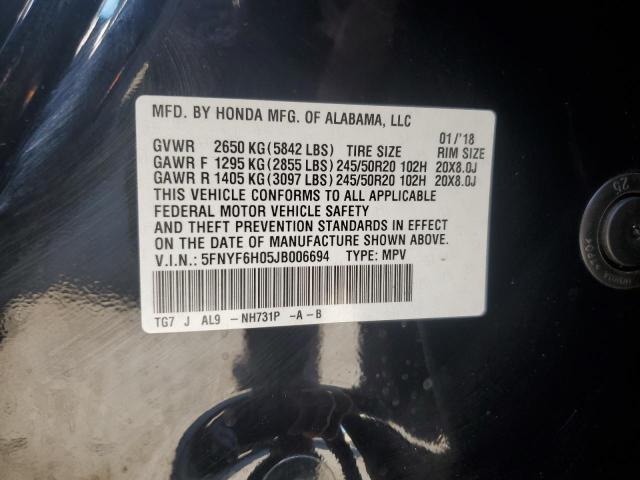 MFD. BY HONDA MFG. OF ALABAMA, LLC
01/'18
GVWR 2650 KG(5842 LBS) TIRE SIZE RIM SIZE
GAWR F 1295 KG(2855 LBS)245/50R20 102H 20X8.0J
GAWR R 1405 KG(3097 LBS)245/50R20 102H 20X8.0J
THIS VEHICLE CONFORMS TO ALL APPLICABLE
FEDERAL MOTOR VEHICLE SAFETY
AND THEFT PREVENTION STANDARDS IN EFFECT
ON THE DATE OF MANUFACTURE SHOWN ABOVE.
V.I.N.: 5FNYF6H05JB006694 TYPE: MPV
TG7 J AL9 -NH731P -A-B
25
HONDA